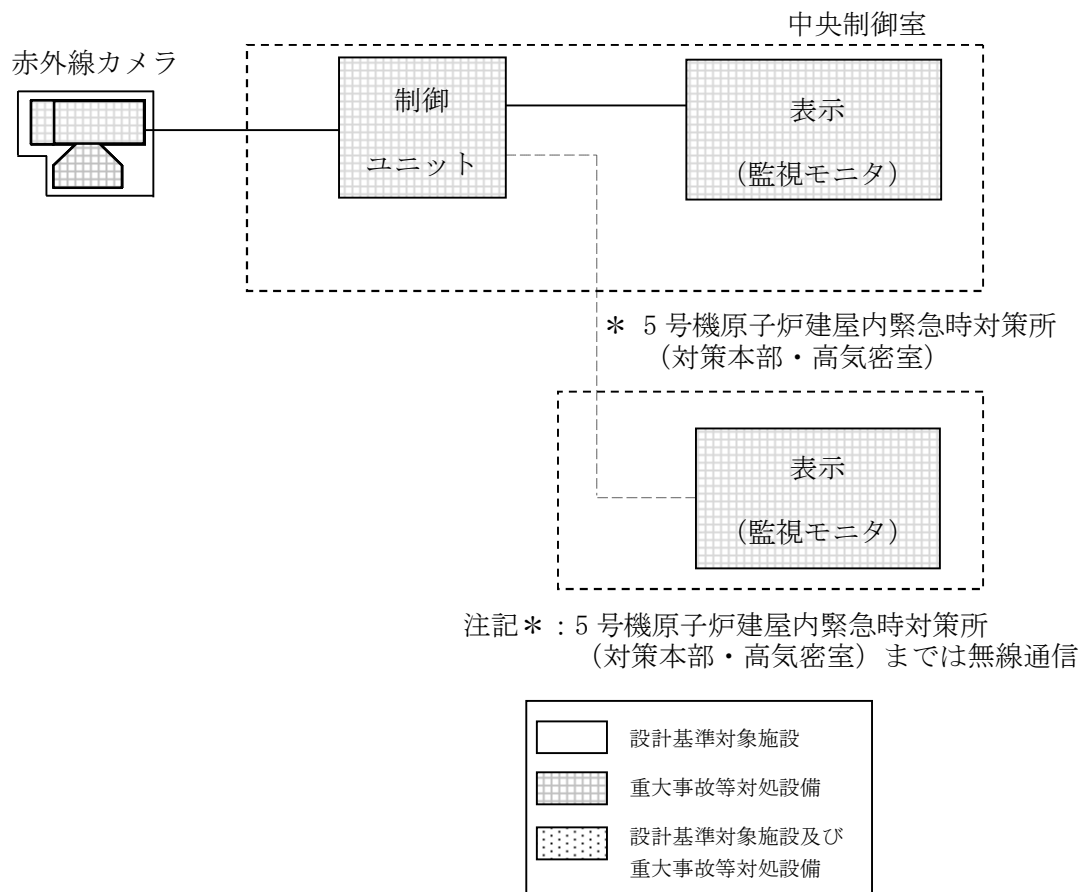 中央制御室
赤外線カメラ
制御
ユニット
表示
(監視モニタ)
＊ 5号機原子炉建屋内緊急時対策所
（対策本部・高気密室）
表示
(監視モニタ)
注記＊：5号機原子炉建屋内緊急時対策所
（対策本部・高気密室）までは無線通信
設計基準対象施設
重大事故等対処設備
設計基準対象施設及び
重大事故等対処設備